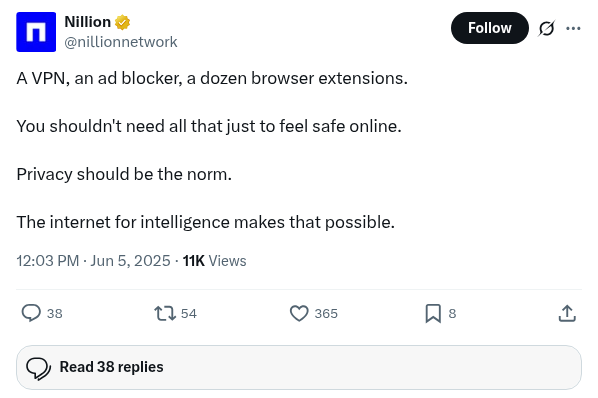 Nillion
@nillionnetwork
Follow
A VPN, an ad blocker, a dozen browser extensions.
You shouldn't need all that just to feel safe online.
Privacy should be the norm.
The internet for intelligence makes that possible.
12:03 PM · Jun 5, 2025 · 11K Views
38 54 365 8
Read 38 replies